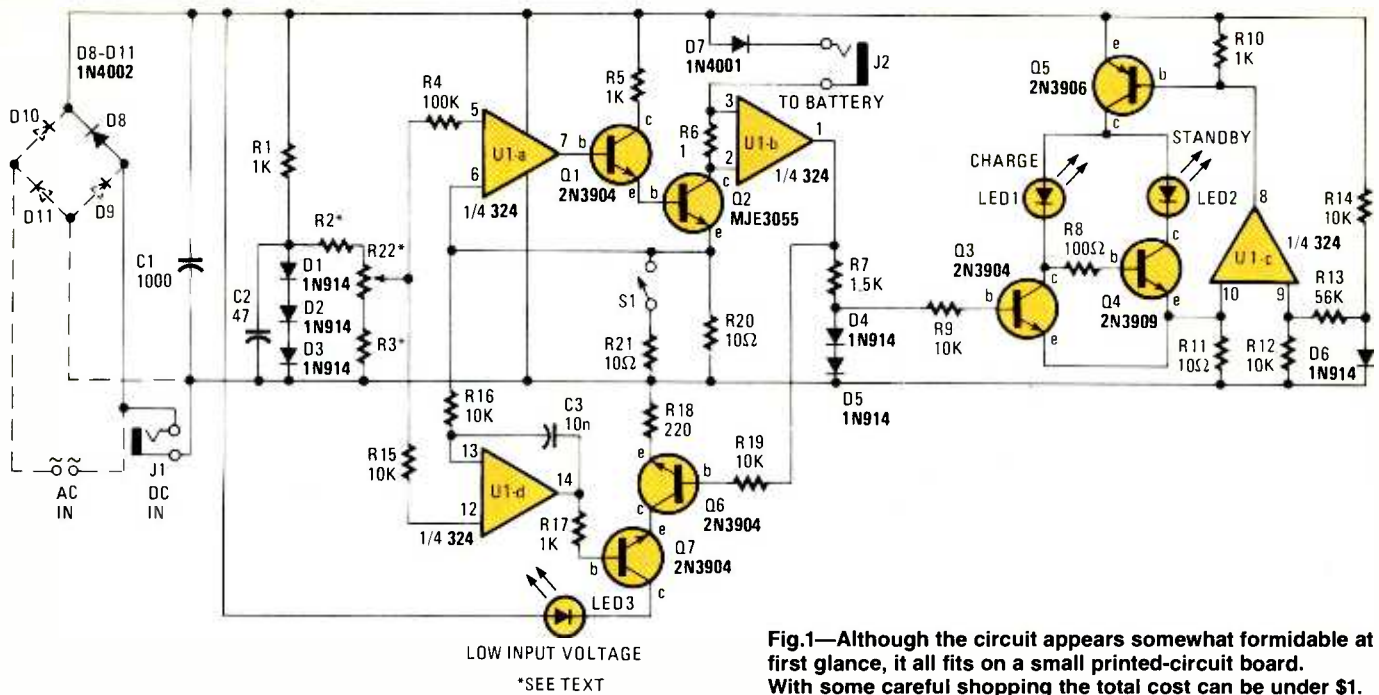 D8-D11
1N4002
D10
D8
D11
D9
C1
1000
~ ~
AC
IN
J1
DC
IN
R1
1K
C2
47
D1
1N914
D2
1N914
D3
1N914
R2*
R22*
R3*
R4
100K
5
6
7
U1-a
1/4 324
R5
1K
b
c
e
Q1
2N3904
b
c
e
Q2
MJE3055
D7
1N4001
J2
TO BATTERY
R6
1
3
2
1
U1-b
1/4 324
S1
R21
10Ω
R20
10Ω
R7
1.5K
D4
1N914
D5
1N914
R16
10K
C3
10n
R15
10K
13
12
14
U1-d
1/4 324
R17
1K
R18
220
e
b
c
Q6
2N3904
R19
10K
e
b
c
Q7
2N3904
LED3
LOW INPUT VOLTAGE
*SEE TEXT
R9
10K
Q3
2N3904
b
c
e
R8
100Ω
b
c
e
Q4
2N3909
CHARGE
LED1
STANDBY
LED2
Q5
2N3906
e
b
c
R10
1K
8
1/4 324
U1-c
10
9
R11
10Ω
R12
10K
R13
56K
R14
10K
D6
1N914
Fig.1—Although the circuit appears somewhat formidable at
first glance, it all fits on a small printed-circuit board.
With some careful shopping the total cost can be under $1.